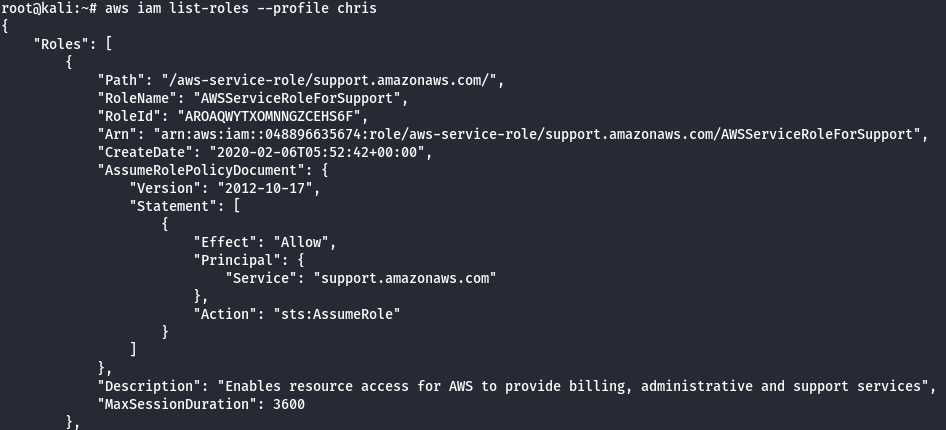 root@kali:~# aws iam list-roles --profile chris
{
    "Roles": [
        {
            "Path": "/aws-service-role/support.amazonaws.com/",
            "RoleName": "AWSServiceRoleForSupport",
            "RoleId": "AROAQWYTXOMNNGZCEHS6F",
            "Arn": "arn:aws:iam::048896635674:role/aws-service-role/support.amazonaws.com/AWSServiceRoleForSupport",
            "CreateDate": "2020-02-06T05:52:42+00:00",
            "AssumeRolePolicyDocument": {
                "Version": "2012-10-17",
                "Statement": [
                    {
                        "Effect": "Allow",
                        "Principal": {
                            "Service": "support.amazonaws.com"
                        },
                        "Action": "sts:AssumeRole"
                    }
                ]
            },
            "Description": "Enables resource access for AWS to provide billing, administrative and support services",
            "MaxSessionDuration": 3600
        },